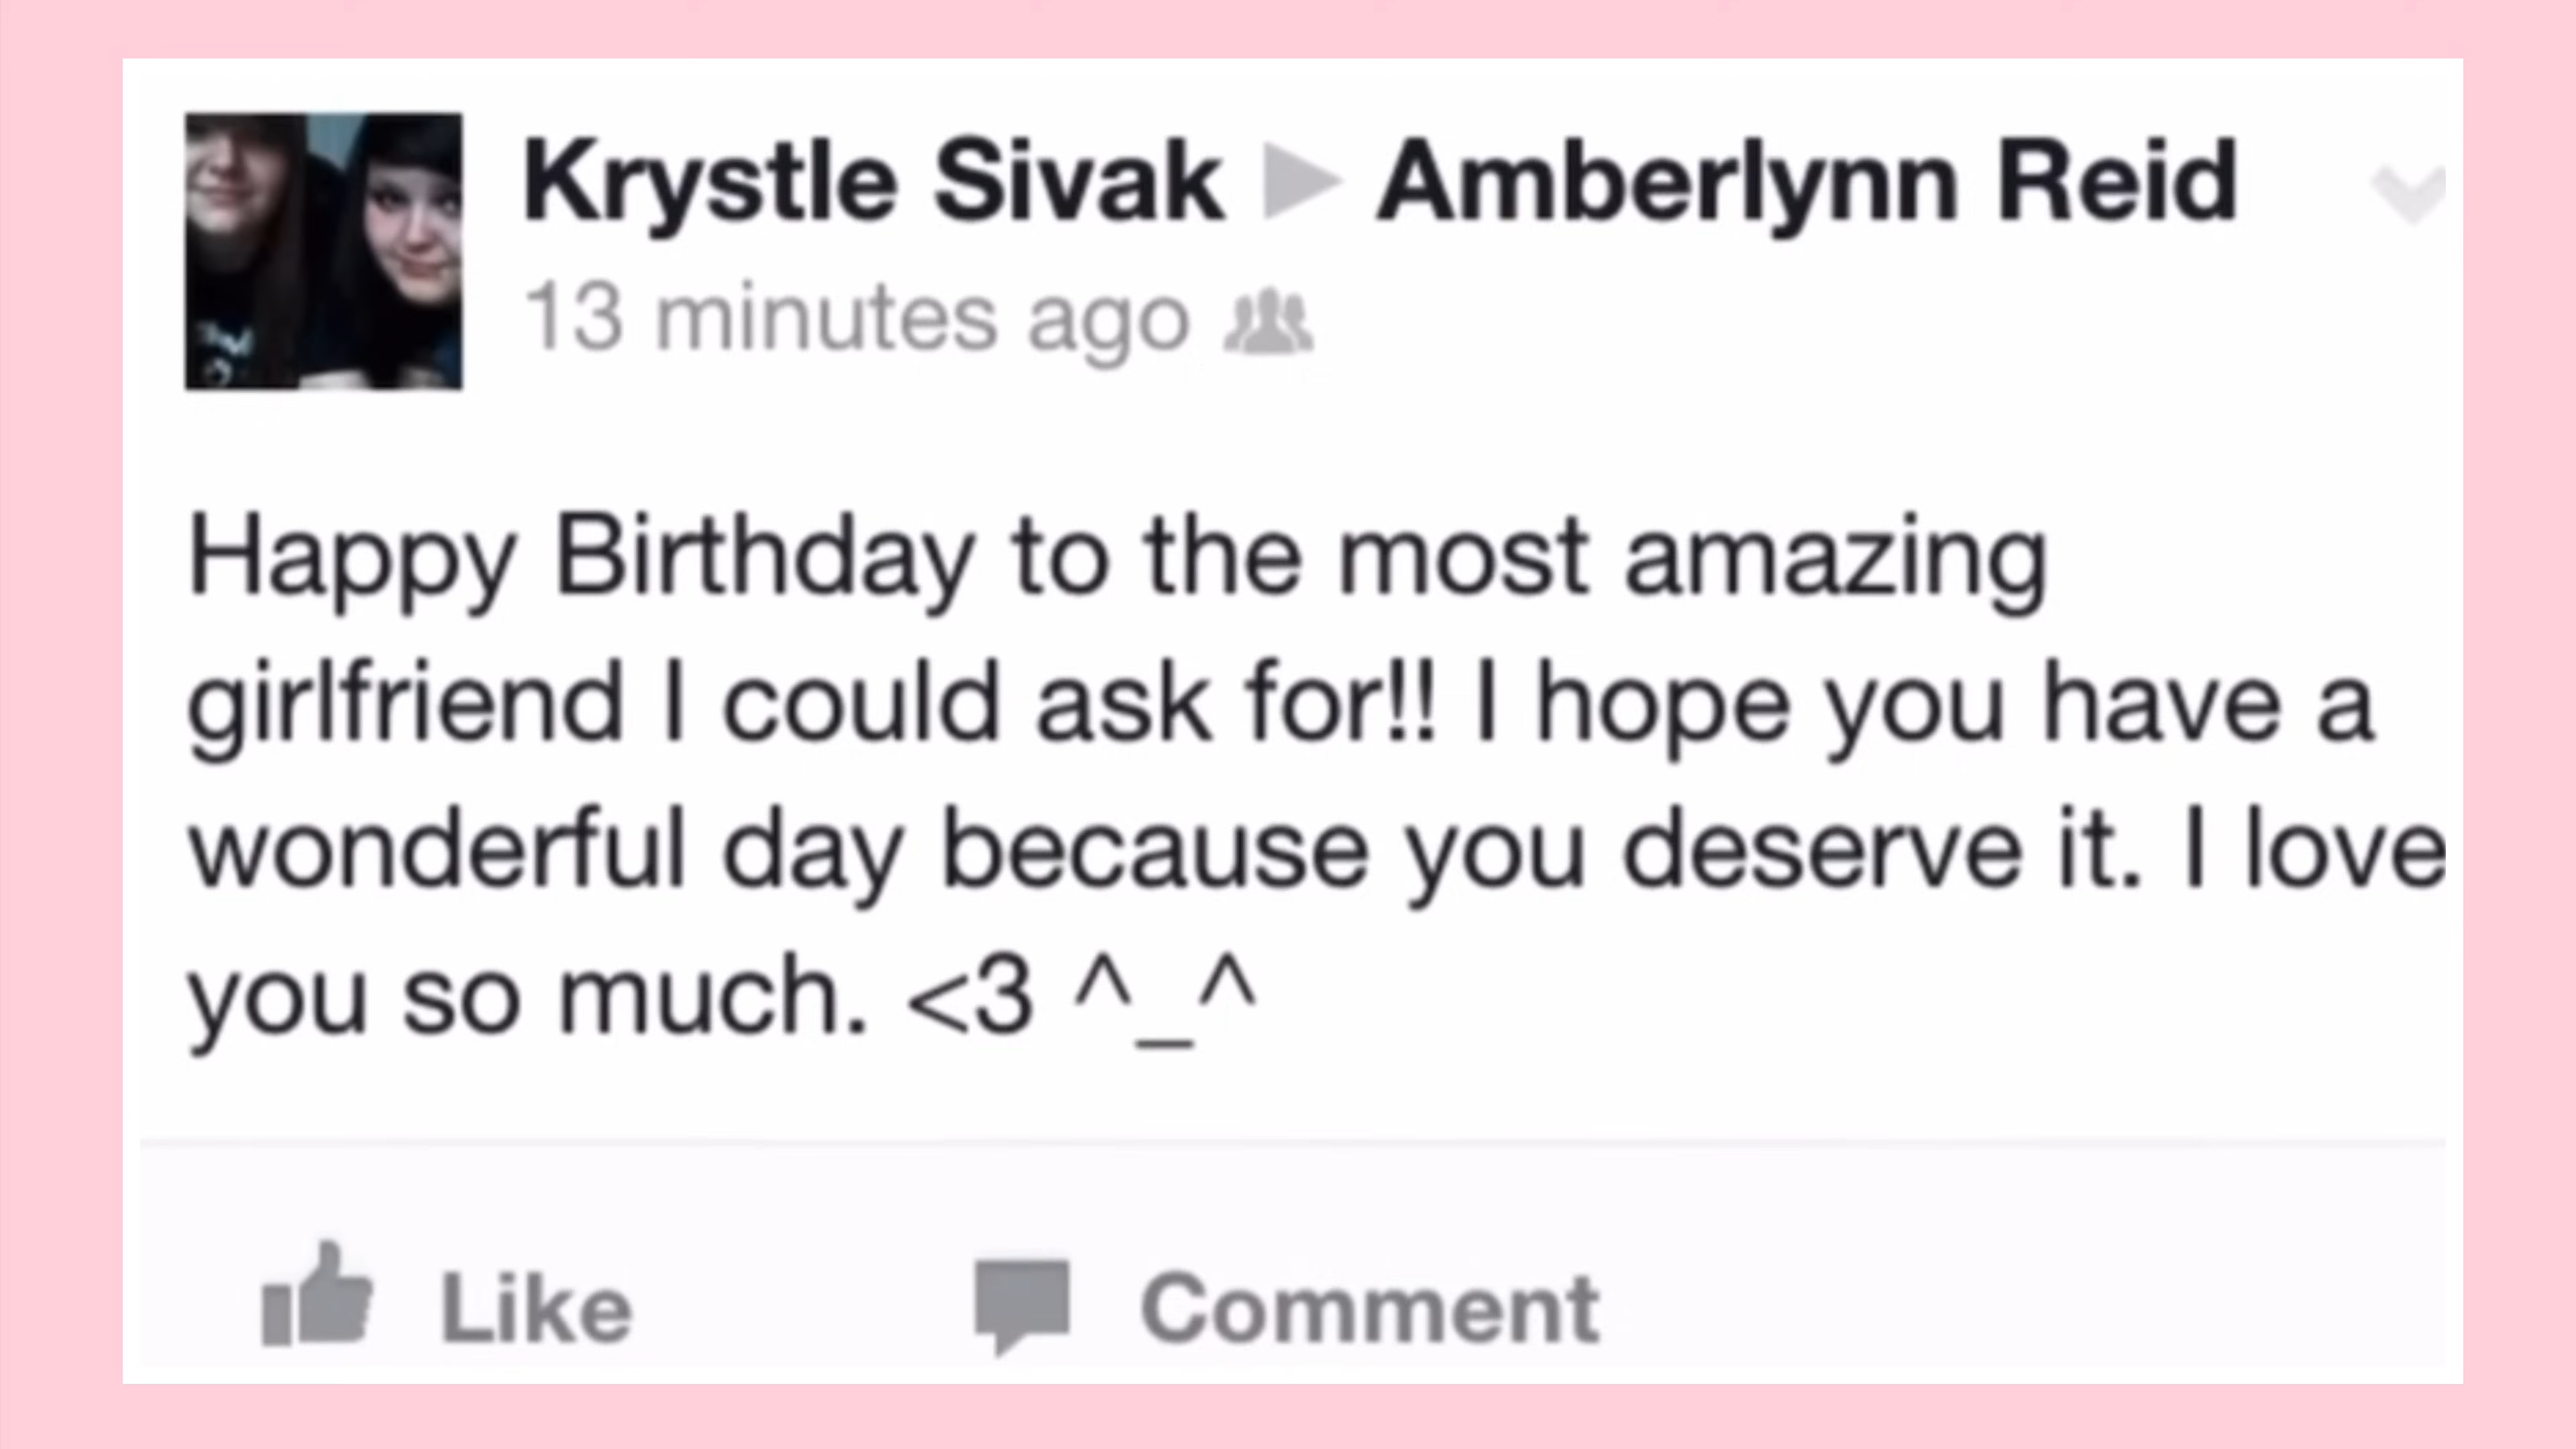 Krystle Sivak ▶ Amberlynn Reid
13 minutes ago
Happy Birthday to the most amazing
girlfriend I could ask for!! I hope you have a
wonderful day because you deserve it. I love
you so much. <3 ^_^
Like Comment